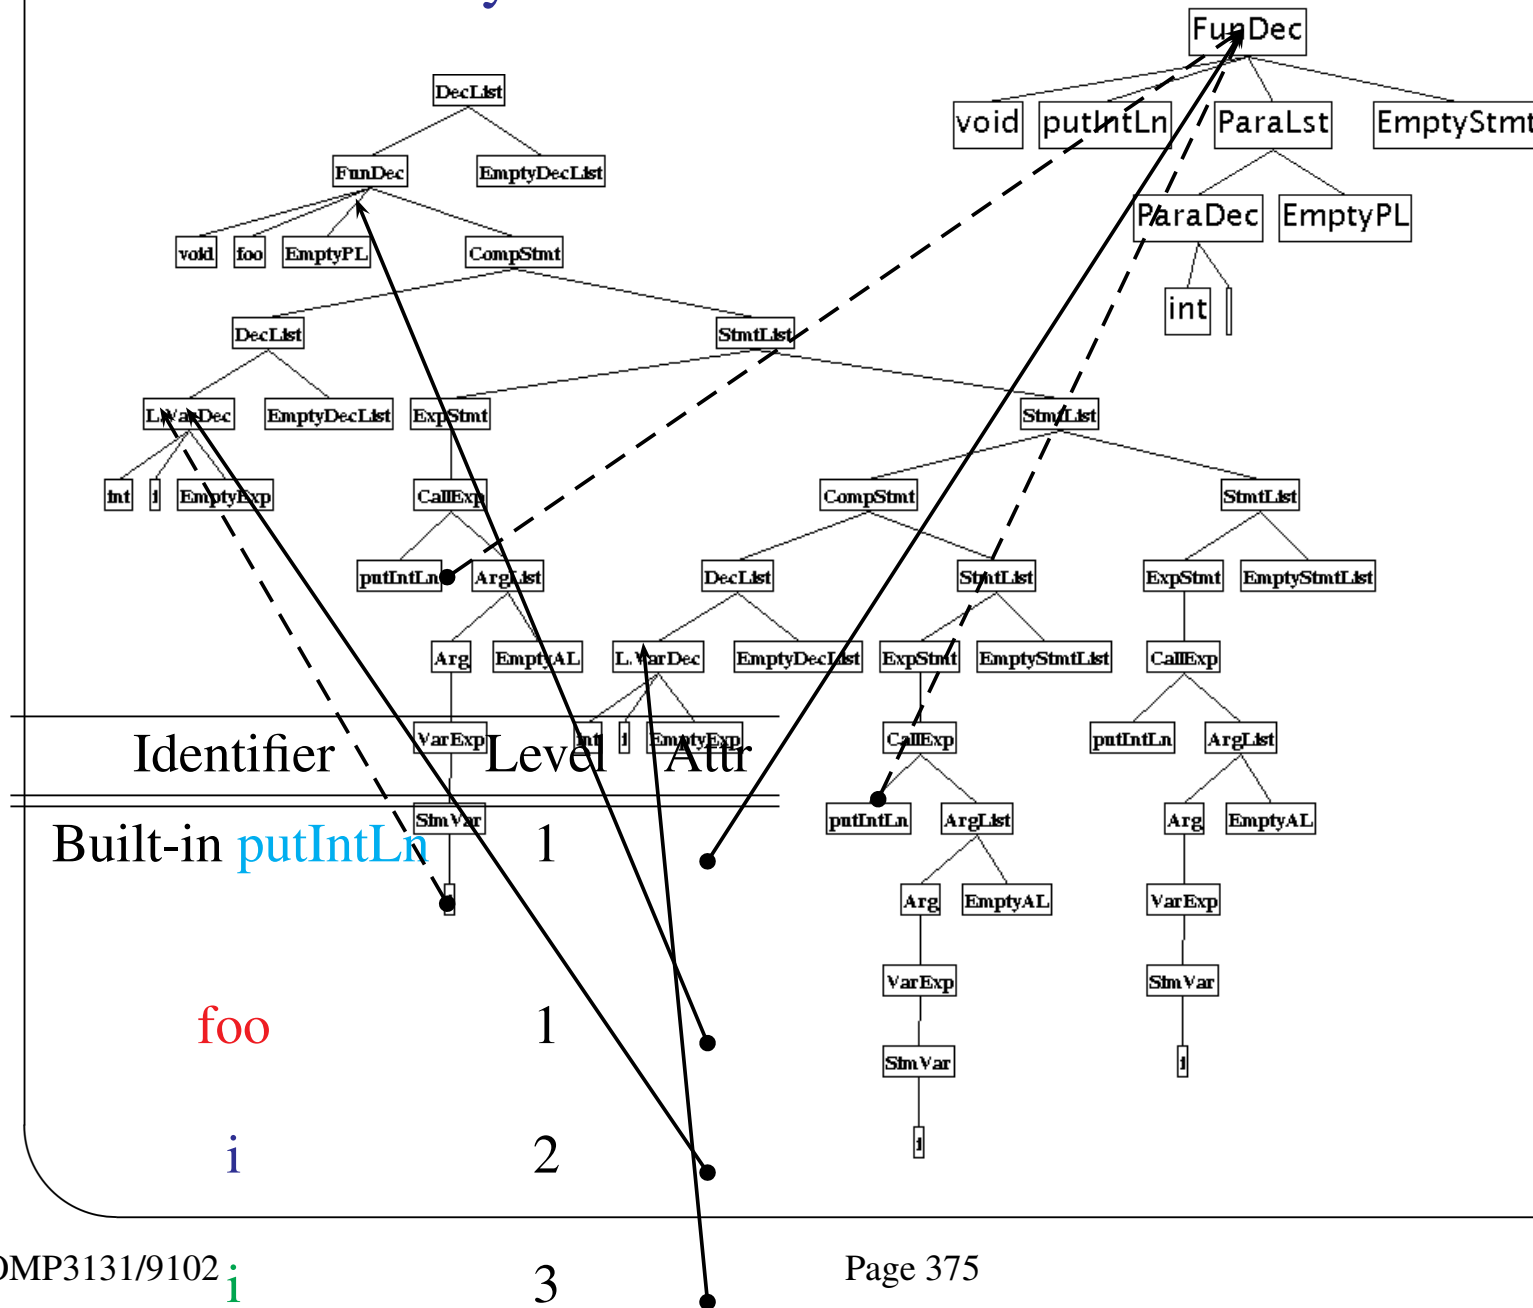 FunDec
DecList
void putIntLn ParaLst EmptyStmt
FunDec EmptyDecList
ParaDec EmptyPL
void foo EmptyPL CompStmt
int
DecList StmtList
L.VarDec EmptyDecList ExpStmt StmtList
int i EmptyExp CallExp CompStmt StmtList
putIntLn ArgList DecList StmtList ExpStmt EmptyStmtList
Arg EmptyAL L.VarDec EmptyDecList ExpStmt EmptyStmtList CallExp
VarExp int i EmptyExp CallExp putIntLn ArgList
Identifier Level Attr
SimVar putIntLn ArgList Arg EmptyAL
Built-in putIntLn 1
Arg EmptyAL VarExp
VarExp SimVar
foo 1
SimVar i
i
i 2
OMP3131/9102 Page 375
i 3